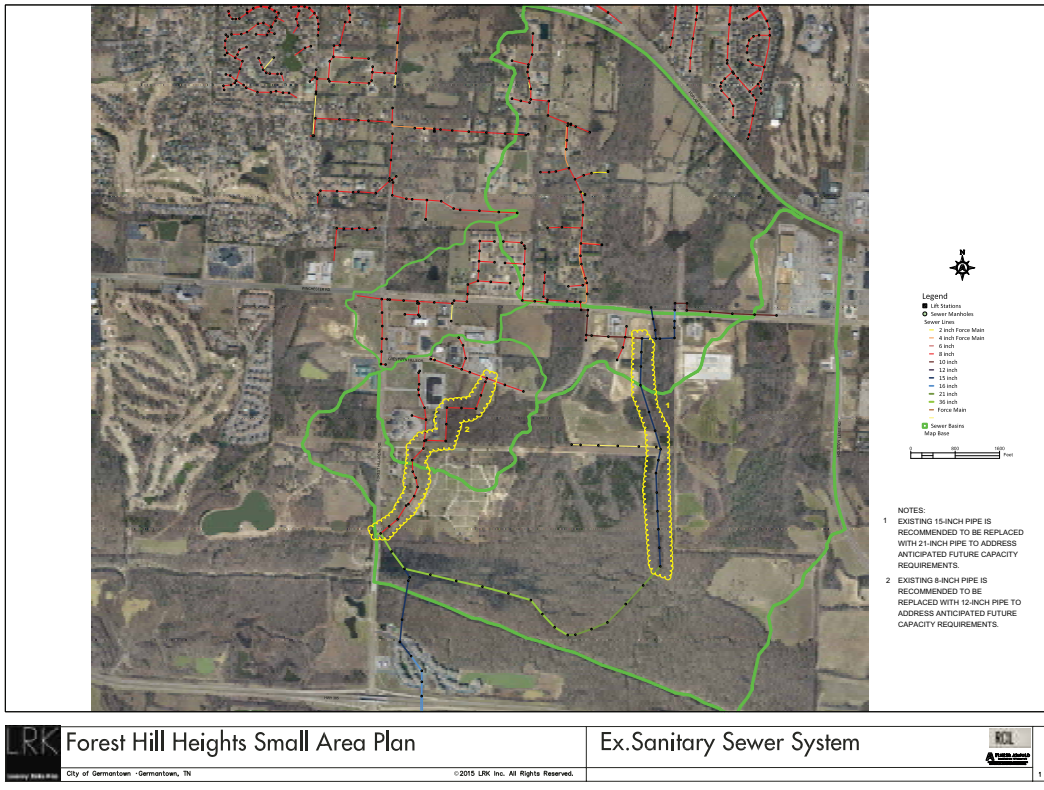 N
Legend
Lift Stations
Sewer Manholes
Sewer Lines
2 inch Force Main
4 inch Force Main
6 inch
8 inch
10 inch
12 inch
15 inch
16 inch
21 inch
36 inch
Force Main
Sewer Basins
Map Base
0 800 1600
Feet
1
2
NOTES:
1 EXISTING 15-INCH PIPE IS
RECOMMENDED TO BE REPLACED
WITH 21-INCH PIPE TO ADDRESS
ANTICIPATED FUTURE CAPACITY
REQUIREMENTS.
2 EXISTING 8-INCH PIPE IS
RECOMMENDED TO BE
REPLACED WITH 12-INCH PIPE TO
ADDRESS ANTICIPATED FUTURE
CAPACITY REQUIREMENTS.
LRK
Forest Hill Heights Small Area Plan
Ex.Sanitary Sewer System
City of Germantown · Germantown, TN
©2015 LRK Inc. All Rights Reserved.
1